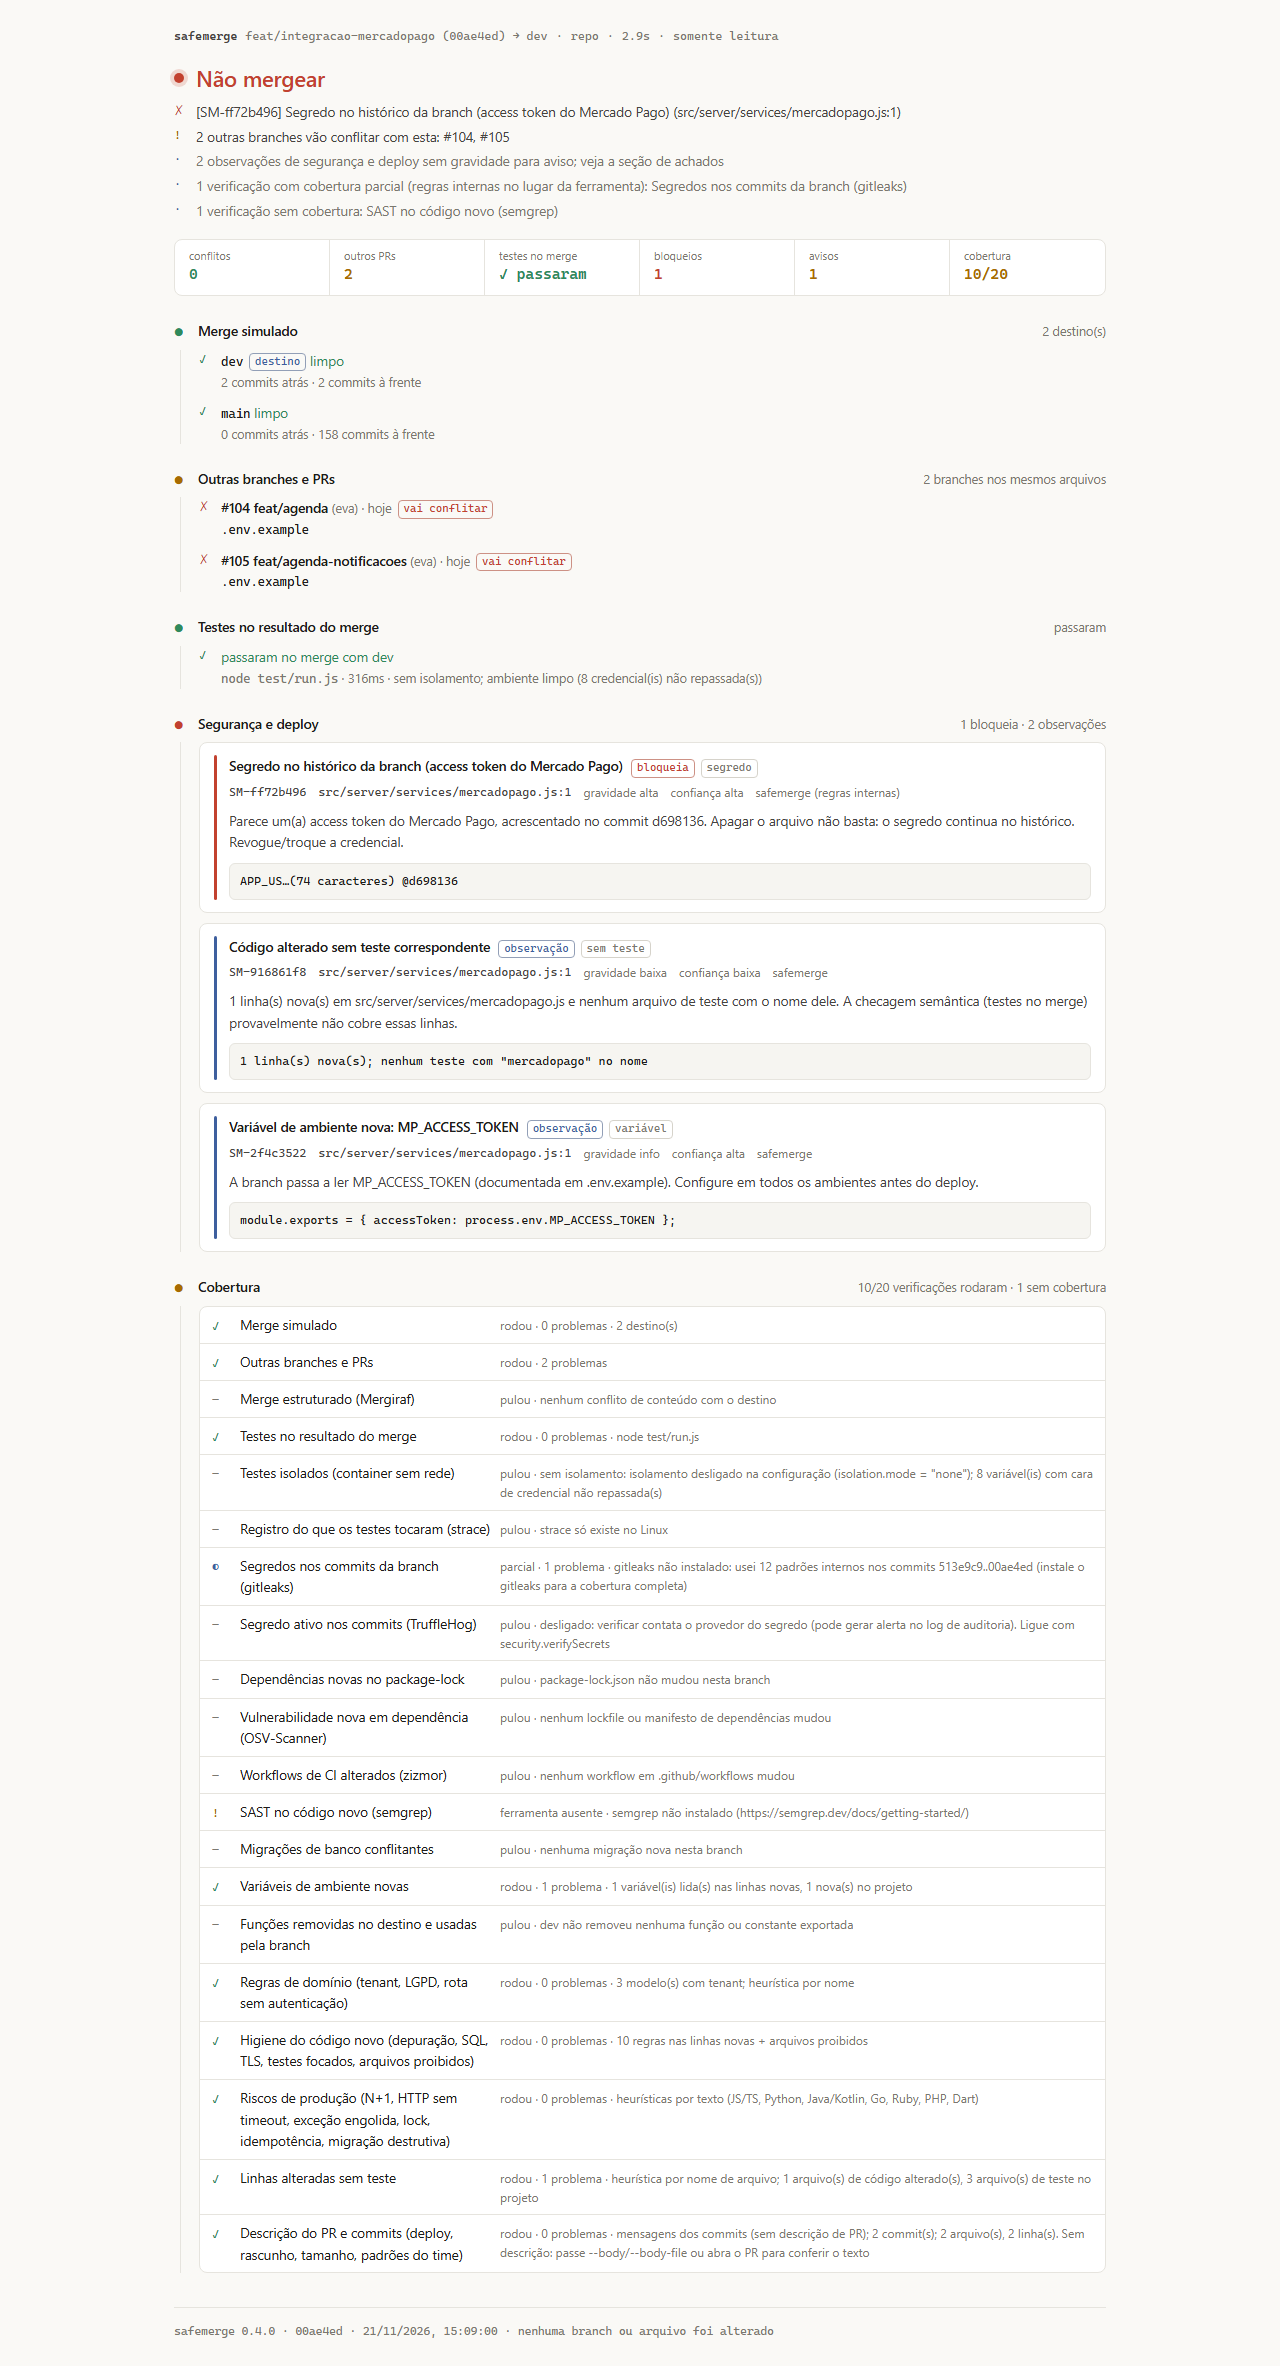 safemerge feat/integracao-mercadopago (00ae4ed) → dev · repo · 2.9s · somente leitura
Não mergear
✗ [SM-ff72b496] Segredo no histórico da branch (access token do Mercado Pago) (src/server/services/mercadopago.js:1)
! 2 outras branches vão conflitar com esta: #104, #105
· 2 observações de segurança e deploy sem gravidade para aviso; veja a seção de achados
· 1 verificação com cobertura parcial (regras internas no lugar da ferramenta): Segredos nos commits da branch (gitleaks)
· 1 verificação sem cobertura: SAST no código novo (semgrep)
conflitos outros PRs testes no merge bloqueios avisos cobertura
0 2 ✓ passaram 1 1 10/20
Merge simulado 2 destino(s)
✓ dev destino limpo
2 commits atrás · 2 commits à frente
✓ main limpo
0 commits atrás · 158 commits à frente
Outras branches e PRs 2 branches nos mesmos arquivos
✗ #104 feat/agenda (eva) · hoje vai conflitar
.env.example
✗ #105 feat/agenda-notificacoes (eva) · hoje vai conflitar
.env.example
Testes no resultado do merge passaram
✓ passaram no merge com dev
node test/run.js · 316ms · sem isolamento; ambiente limpo (8 credencial(is) não repassada(s))
Segurança e deploy 1 bloqueia · 2 observações
Segredo no histórico da branch (access token do Mercado Pago) bloqueia segredo
SM-ff72b496 src/server/services/mercadopago.js:1 gravidade alta confiança alta safemerge (regras internas)
Parece um(a) access token do Mercado Pago, acrescentado no commit d698136. Apagar o arquivo não basta: o segredo continua no histórico.
Revogue/troque a credencial.
APP_US…(74 caracteres) @d698136
Código alterado sem teste correspondente observação sem teste
SM-916861f8 src/server/services/mercadopago.js:1 gravidade baixa confiança baixa safemerge
1 linha(s) nova(s) em src/server/services/mercadopago.js e nenhum arquivo de teste com o nome dele. A checagem semântica (testes no merge)
provavelmente não cobre essas linhas.
1 linha(s) nova(s); nenhum teste com "mercadopago" no nome
Variável de ambiente nova: MP_ACCESS_TOKEN observação variável
SM-2f4c3522 src/server/services/mercadopago.js:1 gravidade info confiança alta safemerge
A branch passa a ler MP_ACCESS_TOKEN (documentada em .env.example). Configure em todos os ambientes antes do deploy.
module.exports = { accessToken: process.env.MP_ACCESS_TOKEN };
Cobertura 10/20 verificações rodaram · 1 sem cobertura
✓ Merge simulado rodou · 0 problemas · 2 destino(s)
✓ Outras branches e PRs rodou · 2 problemas
– Merge estruturado (Mergiraf) pulou · nenhum conflito de conteúdo com o destino
✓ Testes no resultado do merge rodou · 0 problemas · node test/run.js
– Testes isolados (container sem rede) pulou · sem isolamento: isolamento desligado na configuração (isolation.mode = "none"); 8 variável(is) com cara
de credencial não repassada(s)
– Registro do que os testes tocaram (strace) pulou · strace só existe no Linux
◐ Segredos nos commits da branch parcial · 1 problema · gitleaks não instalado: usei 12 padrões internos nos commits 513e9c9..00ae4ed (instale o
(gitleaks) gitleaks para a cobertura completa)
– Segredo ativo nos commits (TruffleHog) pulou · desligado: verificar contata o provedor do segredo (pode gerar alerta no log de auditoria). Ligue com
security.verifySecrets
– Dependências novas no package-lock pulou · package-lock.json não mudou nesta branch
– Vulnerabilidade nova em dependência pulou · nenhum lockfile ou manifesto de dependências mudou
(OSV-Scanner)
– Workflows de CI alterados (zizmor) pulou · nenhum workflow em .github/workflows mudou
! SAST no código novo (semgrep) ferramenta ausente · semgrep não instalado (https://semgrep.dev/docs/getting-started/)
– Migrações de banco conflitantes pulou · nenhuma migração nova nesta branch
✓ Variáveis de ambiente novas rodou · 1 problema · 1 variável(is) lida(s) nas linhas novas, 1 nova(s) no projeto
– Funções removidas no destino e usadas pulou · dev não removeu nenhuma função ou constante exportada
pela branch
✓ Regras de domínio (tenant, LGPD, rota rodou · 0 problemas · 3 modelo(s) com tenant; heurística por nome
sem autenticação)
✓ Higiene do código novo (depuração, SQL, rodou · 0 problemas · 10 regras nas linhas novas + arquivos proibidos
TLS, testes focados, arquivos proibidos)
✓ Riscos de produção (N+1, HTTP sem rodou · 0 problemas · heurísticas por texto (JS/TS, Python, Java/Kotlin, Go, Ruby, PHP, Dart)
timeout, exceção engolida, lock,
idempotência, migração destrutiva)
✓ Linhas alteradas sem teste rodou · 1 problema · heurística por nome de arquivo; 1 arquivo(s) de código alterado(s), 3 arquivo(s) de teste no
projeto
✓ Descrição do PR e commits (deploy, rodou · 0 problemas · mensagens dos commits (sem descrição de PR); 2 commit(s); 2 arquivo(s), 2 linha(s). Sem
rascunho, tamanho, padrões do time) descrição: passe --body/--body-file ou abra o PR para conferir o texto
safemerge 0.4.0 · 00ae4ed · 21/11/2026, 15:09:00 · nenhuma branch ou arquivo foi alterado